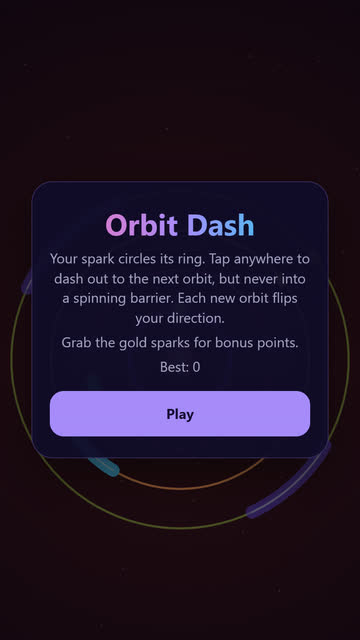 Orbit Dash
Your spark circles its ring. Tap anywhere to
dash out to the next orbit, but never into
a spinning barrier. Each new orbit flips
your direction.
Grab the gold sparks for bonus points.
Best: 0
Play